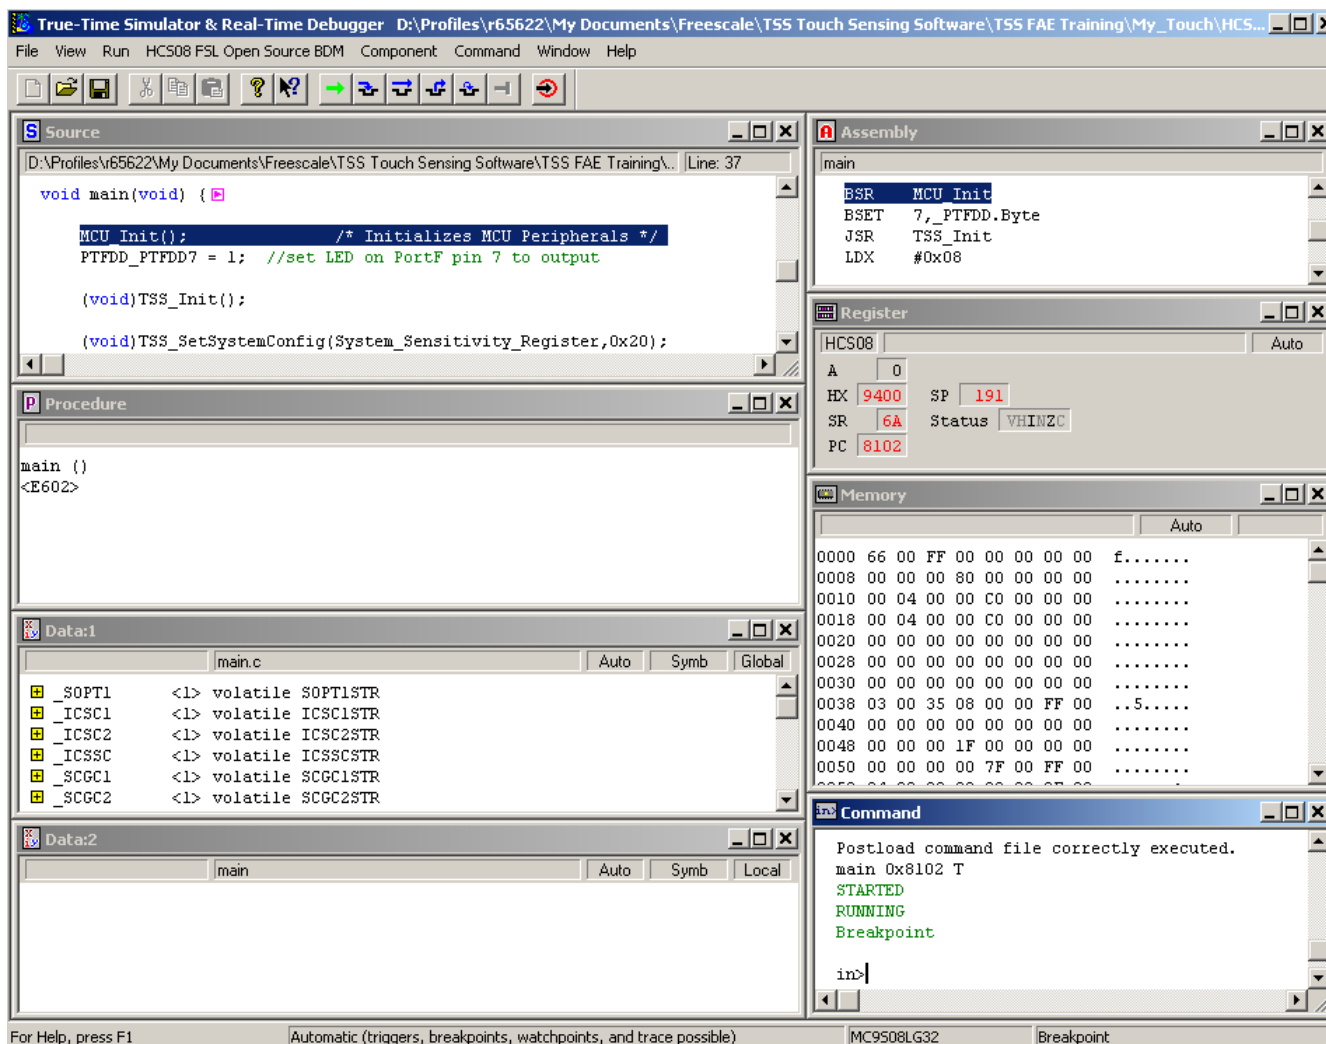 True-Time Simulator & Real-Time Debugger D:\Profiles\r65622\My Documents\Freescale\TSS Touch Sensing Software\TSS FAE Training\My_Touch\HCS...
File View Run HCS08 FSL Open Source BDM Component Command Window Help
Source
D:\Profiles\r65622\My Documents\Freescale\TSS Touch Sensing Software\TSS FAE Training\.. Line: 37
void main(void) {
MCU_Init(); /* Initializes MCU Peripherals */
PTFDD_PTFDD7 = 1; //set LED on PortF pin 7 to output
(void)TSS_Init();
(void)TSS_SetSystemConfig(System_Sensitivity_Register,0x20);
Procedure
main ()
<E602>
Data:1
main.c Auto Symb Global
_SOPT1 <1> volatile SOPT1STR
_ICSC1 <1> volatile ICSC1STR
_ICSC2 <1> volatile ICSC2STR
_ICSSC <1> volatile ICSSCSTR
_SCGC1 <1> volatile SCGC1STR
_SCGC2 <1> volatile SCGC2STR
Data:2
main Auto Symb Local
Assembly
main
BSR MCU_Init
BSET 7,_PTFDD.Byte
JSR TSS_Init
LDX #0x08
Register
HCS08 Auto
A 0
HX 9400 SP 191
SR 6A Status VHINZC
PC 8102
Memory
Auto
0000 66 00 FF 00 00 00 00 00 f.......
0008 00 00 00 80 00 00 00 00 ........
0010 00 04 00 00 C0 00 00 00 ........
0018 00 04 00 00 C0 00 00 00 ........
0020 00 00 00 00 00 00 00 00 ........
0028 00 00 00 00 00 00 00 00 ........
0030 00 00 00 00 00 00 00 00 ........
0038 03 00 35 08 00 00 FF 00 ..5.....
0040 00 00 00 00 00 00 00 00 ........
0048 00 00 00 1F 00 00 00 00 ........
0050 00 00 00 00 7F 00 FF 00 ........
Command
Postload command file correctly executed.
main 0x8102 T
STARTED
RUNNING
Breakpoint
in>
For Help, press F1 Automatic (triggers, breakpoints, watchpoints, and trace possible) MC9S08LG32 Breakpoint